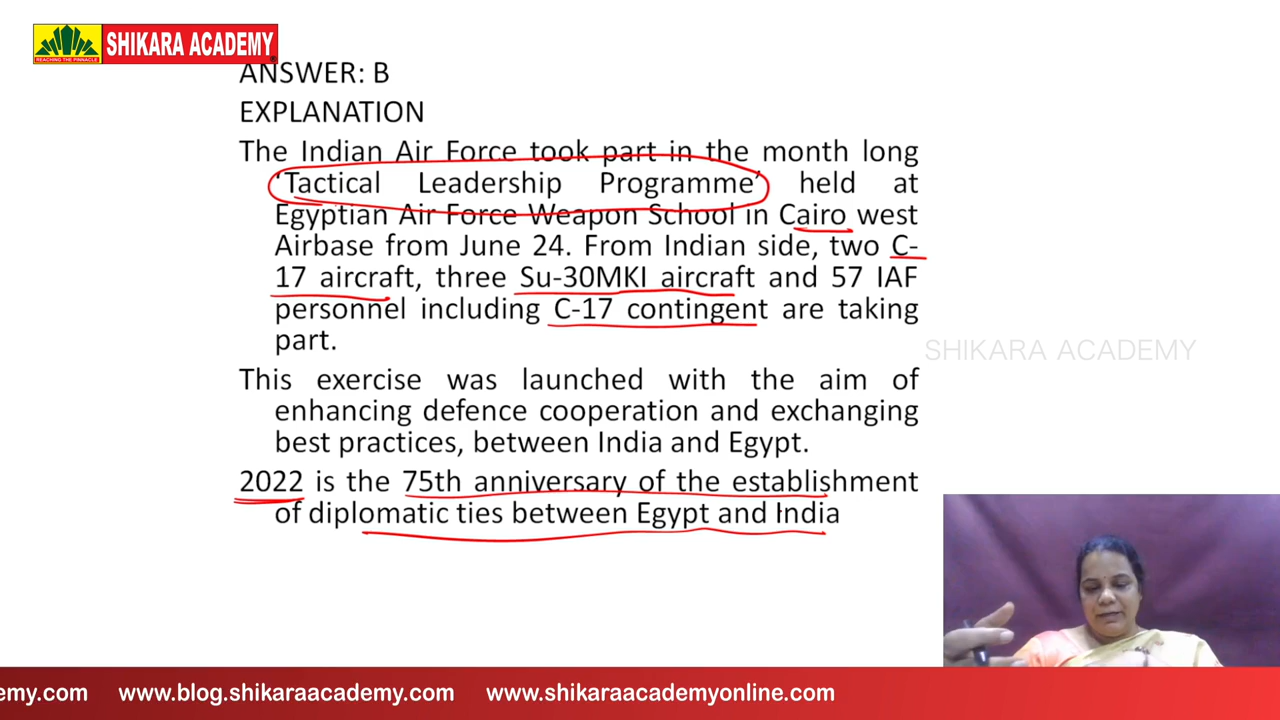 SHIKARA ACADEMY
REACHING THE PINNACLE
ANSWER: B
EXPLANATION
The Indian Air Force took part in the month long
‘Tactical Leadership Programme’ held at
Egyptian Air Force Weapon School in Cairo west
Airbase from June 24. From Indian side, two C-
17 aircraft, three Su-30MKI aircraft and 57 IAF
personnel including C-17 contingent are taking
part.
SHIKARA ACADEMY
This exercise was launched with the aim of
enhancing defence cooperation and exchanging
best practices, between India and Egypt.
2022 is the 75th anniversary of the establishment
of diplomatic ties between Egypt and India
emy.com www.blog.shikaraacademy.com www.shikaraacademyonline.com